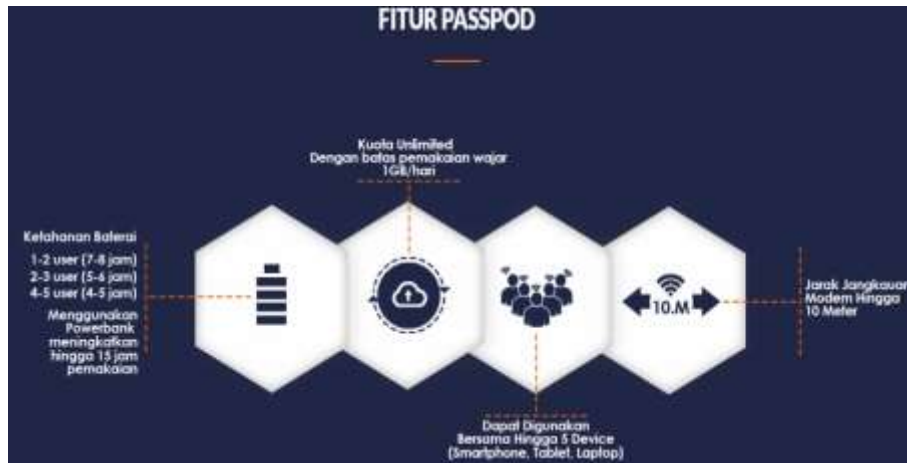 FITUR PASSPOD
Kuota Unlimited
Dengan batas pemakaian wajar
1GB/hari
Ketahanan Baterai
1-2 user (7-8 jam)
2-3 user (5-6 jam)
4-5 user (4-5 jam)
Menggunakan
Powerbank
meningkatkan
hingga 15 jam
pemakaian
10.M
Jarak Jangkauan
Modem Hingga
10 Meter
Dapat Digunakan
Bersama Hingga 5 Device
(Smartphone, Tablet, Laptop)